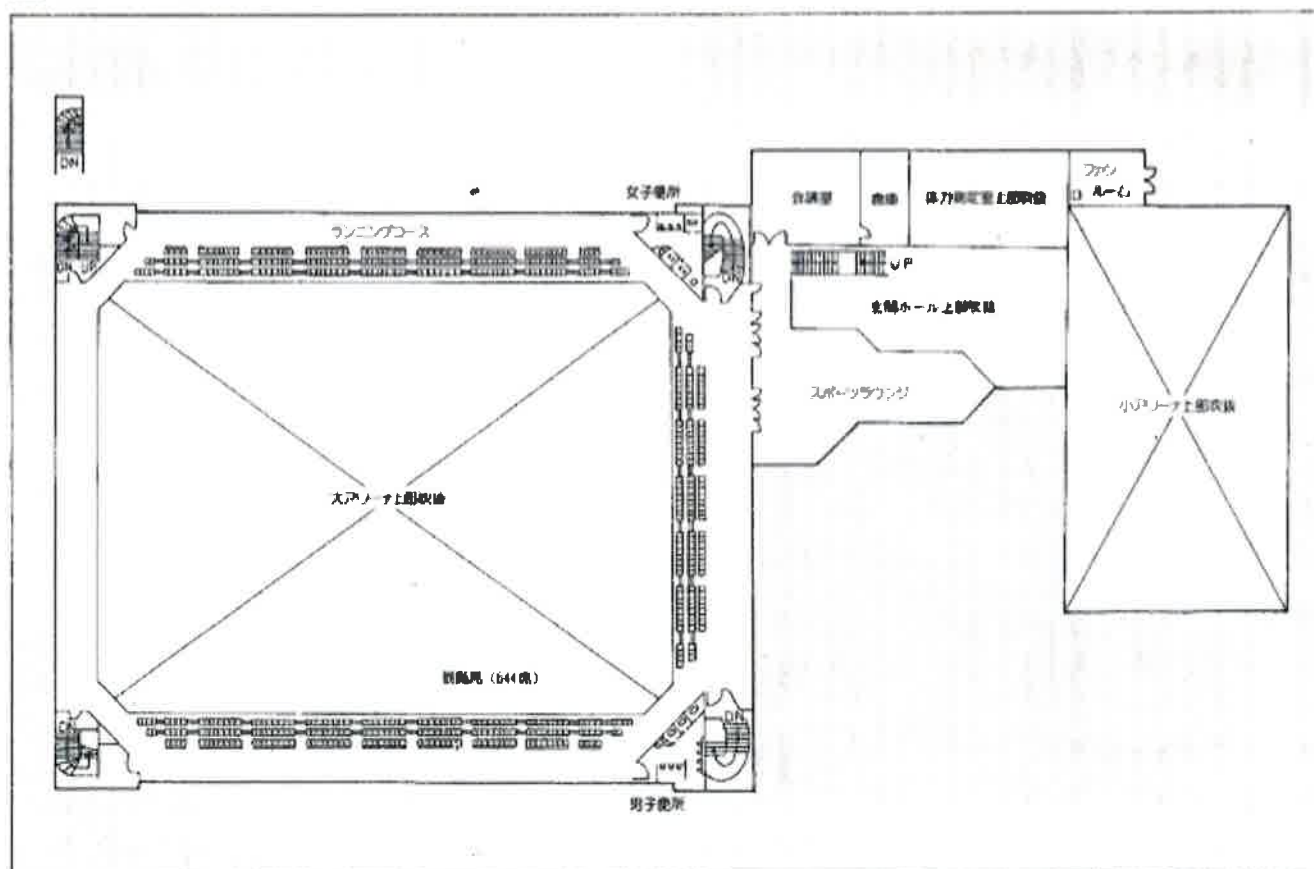 DN
女子便所
会議室
倉庫
体力測定室上部吹抜
ファン
ルーム
ランニングコース
DN
UP
DN
UP
玄関ホール上部吹抜
スポーツラウンジ
小アリーナ上部吹抜
大アリーナ上部吹抜
観覧席（644席）
DN
男子便所